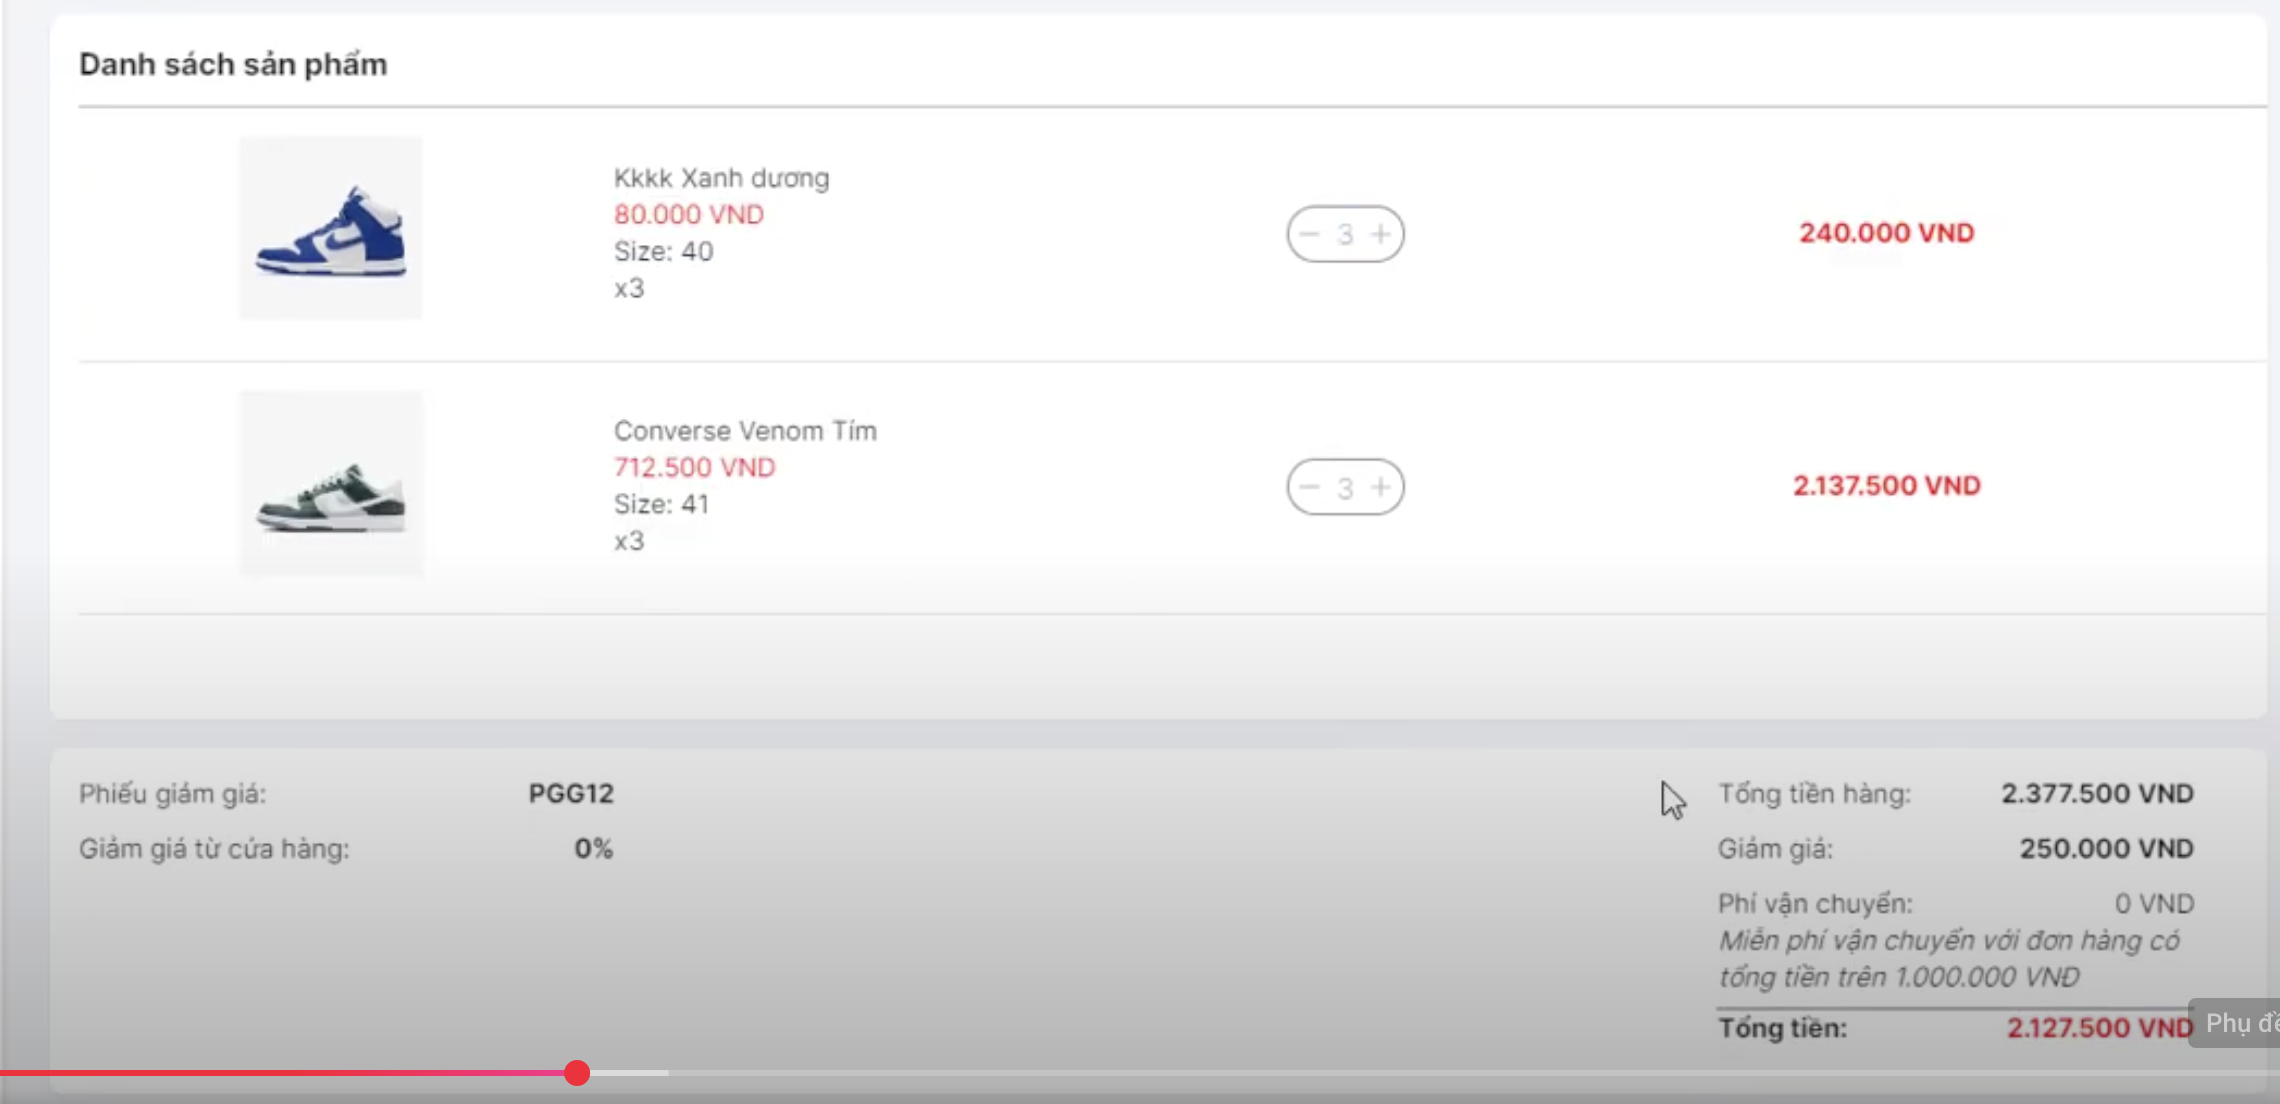 Danh sách sản phẩm
Kkkk Xanh dương
80.000 VND
Size: 40
x3
3
240.000 VND
Converse Venom Tím
712.500 VND
Size: 41
x3
3
2.137.500 VND
Phiếu giảm giá: PGG12
Giảm giá từ cửa hàng: 0%
Tổng tiền hàng: 2.377.500 VND
Giảm giá: 250.000 VND
Phí vận chuyển: 0 VND
Miễn phí vận chuyển với đơn hàng có
tổng tiền trên 1.000.000 VNĐ
Tổng tiền: 2.127.500 VND
Phụ